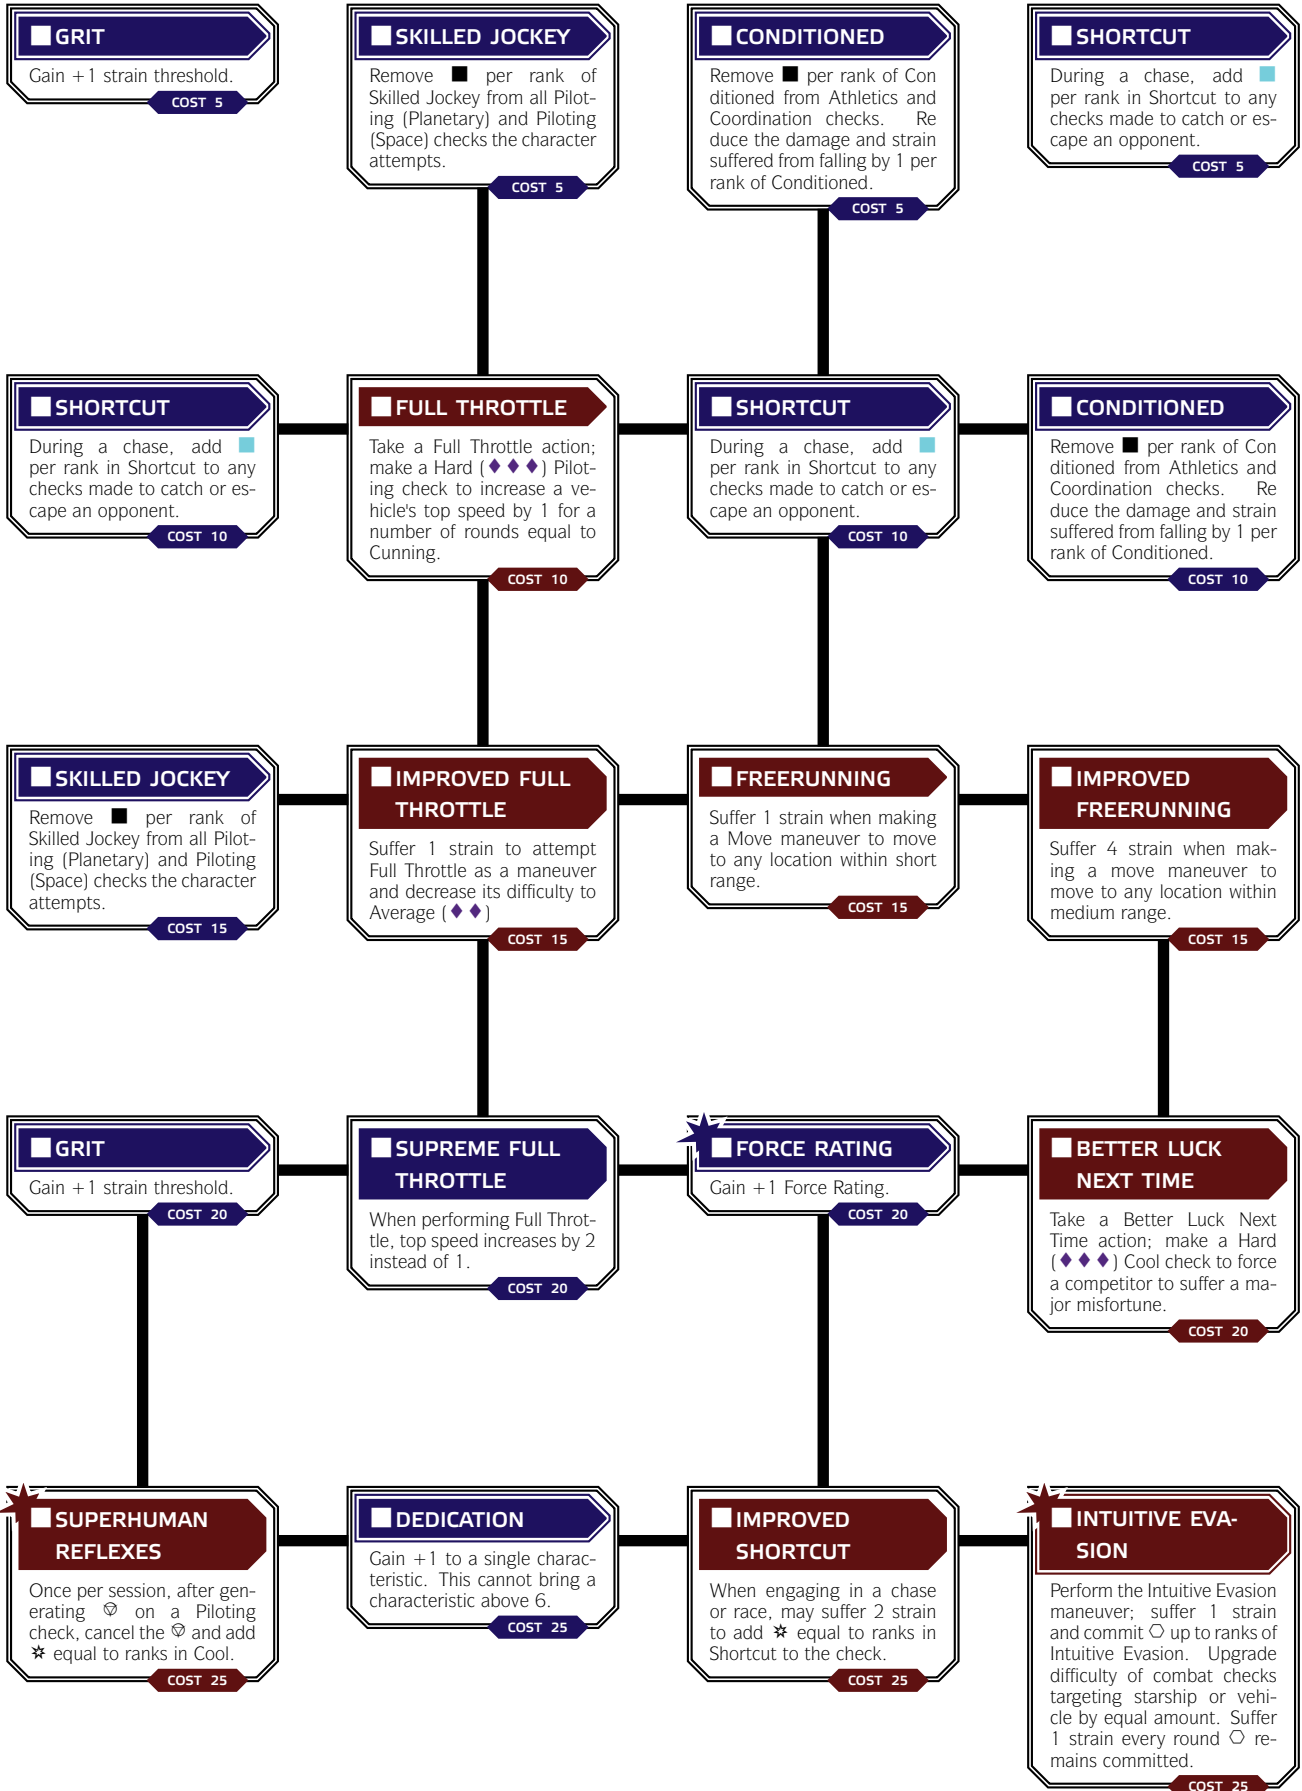 GRIT
Gain +1 strain threshold.
COST 5
SKILLED JOCKEY
Remove ■ per rank of
Skilled Jockey from all Pilot-
ing (Planetary) and Piloting
(Space) checks the character
attempts.
COST 5
CONDITIONED
Remove ■ per rank of Con
ditioned from Athletics and
Coordination checks. Re
duce the damage and strain
suffered from falling by 1 per
rank of Conditioned.
COST 5
SHORTCUT
During a chase, add ■
per rank in Shortcut to any
checks made to catch or es-
cape an opponent.
COST 5
SHORTCUT
During a chase, add ■
per rank in Shortcut to any
checks made to catch or es-
cape an opponent.
COST 10
FULL THROTTLE
Take a Full Throttle action;
make a Hard (♦ ♦ ♦) Pilot-
ing check to increase a ve-
hicle's top speed by 1 for a
number of rounds equal to
Cunning.
COST 10
SHORTCUT
During a chase, add ■
per rank in Shortcut to any
checks made to catch or es-
cape an opponent.
COST 10
CONDITIONED
Remove ■ per rank of Con
ditioned from Athletics and
Coordination checks. Re
duce the damage and strain
suffered from falling by 1 per
rank of Conditioned.
COST 10
SKILLED JOCKEY
Remove ■ per rank of
Skilled Jockey from all Pilot-
ing (Planetary) and Piloting
(Space) checks the character
attempts.
COST 15
IMPROVED FULL
THROTTLE
Suffer 1 strain to attempt
Full Throttle as a maneuver
and decrease its difficulty to
Average (♦ ♦)
COST 15
FREERUNNING
Suffer 1 strain when making
a Move maneuver to move
to any location within short
range.
COST 15
IMPROVED
FREERUNNING
Suffer 4 strain when mak-
ing a move maneuver to
move to any location within
medium range.
COST 15
GRIT
Gain +1 strain threshold.
COST 20
SUPREME FULL
THROTTLE
When performing Full Throt-
tle, top speed increases by 2
instead of 1.
COST 20
FORCE RATING
Gain +1 Force Rating.
COST 20
BETTER LUCK
NEXT TIME
Take a Better Luck Next
Time action; make a Hard
(♦ ♦ ♦) Cool check to force
a competitor to suffer a ma-
jor misfortune.
COST 20
SUPERHUMAN
REFLEXES
Once per session, after gen-
erating on a Piloting
check, cancel the and add
equal to ranks in Cool.
COST 25
DEDICATION
Gain +1 to a single charac-
teristic. This cannot bring a
characteristic above 6.
COST 25
IMPROVED
SHORTCUT
When engaging in a chase
or race, may suffer 2 strain
to add equal to ranks in
Shortcut to the check.
COST 25
INTUITIVE EVA-
SION
Perform the Intuitive Evasion
maneuver; suffer 1 strain
and commit ⬡ up to ranks of
Intuitive Evasion. Upgrade
difficulty of combat checks
targeting starship or vehi-
cle by equal amount. Suffer
1 strain every round ⬡ re-
mains committed.
COST 25